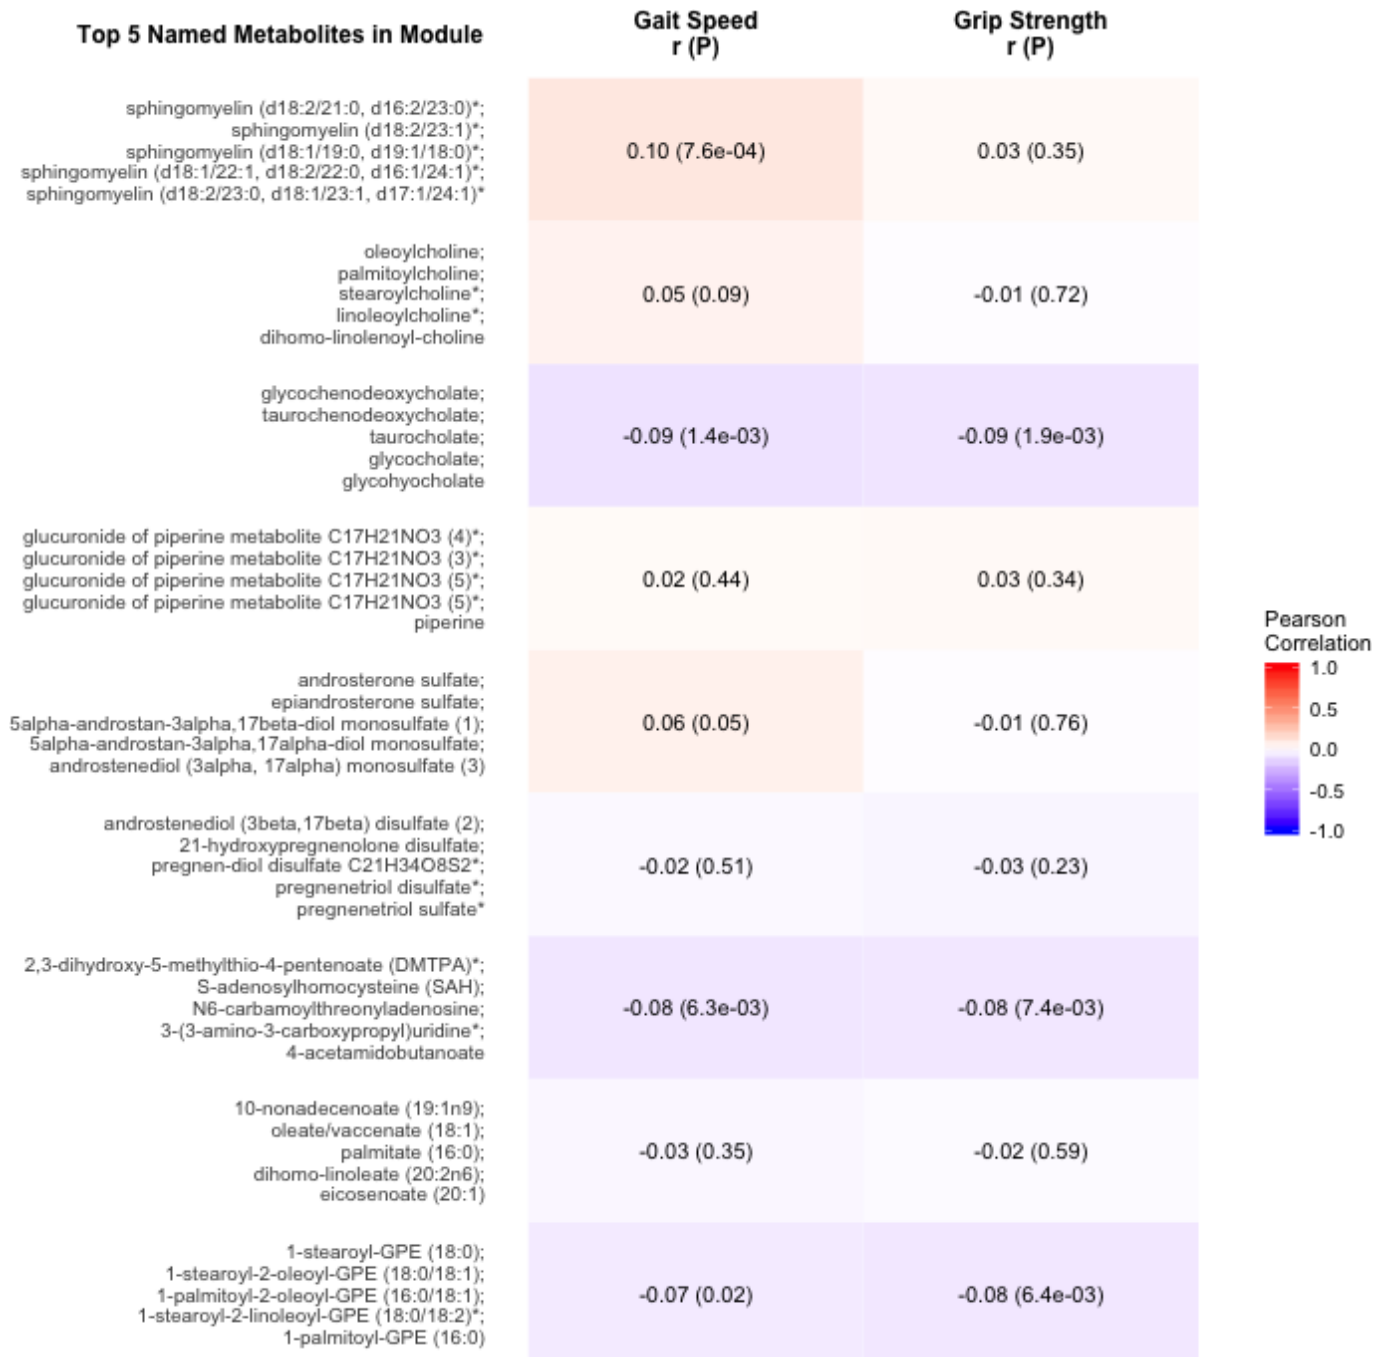 Top 5 Named Metabolites in Module
Gait Speed
r (P)
Grip Strength
r (P)
sphingomyelin (d18:2/21:0, d16:2/23:0)*;
sphingomyelin (d18:2/23:1)*;
sphingomyelin (d18:1/19:0, d19:1/18:0)*;
sphingomyelin (d18:1/22:1, d18:2/22:0, d16:1/24:1)*;
sphingomyelin (d18:2/23:0, d18:1/23:1, d17:1/24:1)*
0.10 (7.6e-04)
0.03 (0.35)
oleoylcholine;
palmitoylcholine;
stearoylcholine*;
linoleoylcholine*;
dihomo-linolenoyl-choline
0.05 (0.09)
-0.01 (0.72)
glycochenodeoxycholate;
taurochenodeoxycholate;
taurocholate;
glycocholate;
glycohyocholate
-0.09 (1.4e-03)
-0.09 (1.9e-03)
glucuronide of piperine metabolite C17H21NO3 (4)*;
glucuronide of piperine metabolite C17H21NO3 (3)*;
glucuronide of piperine metabolite C17H21NO3 (5)*;
glucuronide of piperine metabolite C17H21NO3 (5)*;
piperine
0.02 (0.44)
0.03 (0.34)
androsterone sulfate;
epiandrosterone sulfate;
5alpha-androstan-3alpha,17beta-diol monosulfate (1);
5alpha-androstan-3alpha,17alpha-diol monosulfate;
androstenediol (3alpha, 17alpha) monosulfate (3)
0.06 (0.05)
-0.01 (0.76)
androstenediol (3beta,17beta) disulfate (2);
21-hydroxypregnenolone disulfate;
pregnen-diol disulfate C21H34O8S2*;
pregnenetriol disulfate*;
pregnenetriol sulfate*
-0.02 (0.51)
-0.03 (0.23)
2,3-dihydroxy-5-methylthio-4-pentenoate (DMTPA)*;
S-adenosylhomocysteine (SAH);
N6-carbamoylthreonyladenosine;
3-(3-amino-3-carboxypropyl)uridine*;
4-acetamidobutanoate
-0.08 (6.3e-03)
-0.08 (7.4e-03)
10-nonadecenoate (19:1n9);
oleate/vaccenate (18:1);
palmitate (16:0);
dihomo-linoleate (20:2n6);
eicosenoate (20:1)
-0.03 (0.35)
-0.02 (0.59)
1-stearoyl-GPE (18:0);
1-stearoyl-2-oleoyl-GPE (18:0/18:1);
1-palmitoyl-2-oleoyl-GPE (16:0/18:1);
1-stearoyl-2-linoleoyl-GPE (18:0/18:2)*;
1-palmitoyl-GPE (16:0)
-0.07 (0.02)
-0.08 (6.4e-03)
Pearson
Correlation
1.0
0.5
0.0
-0.5
-1.0